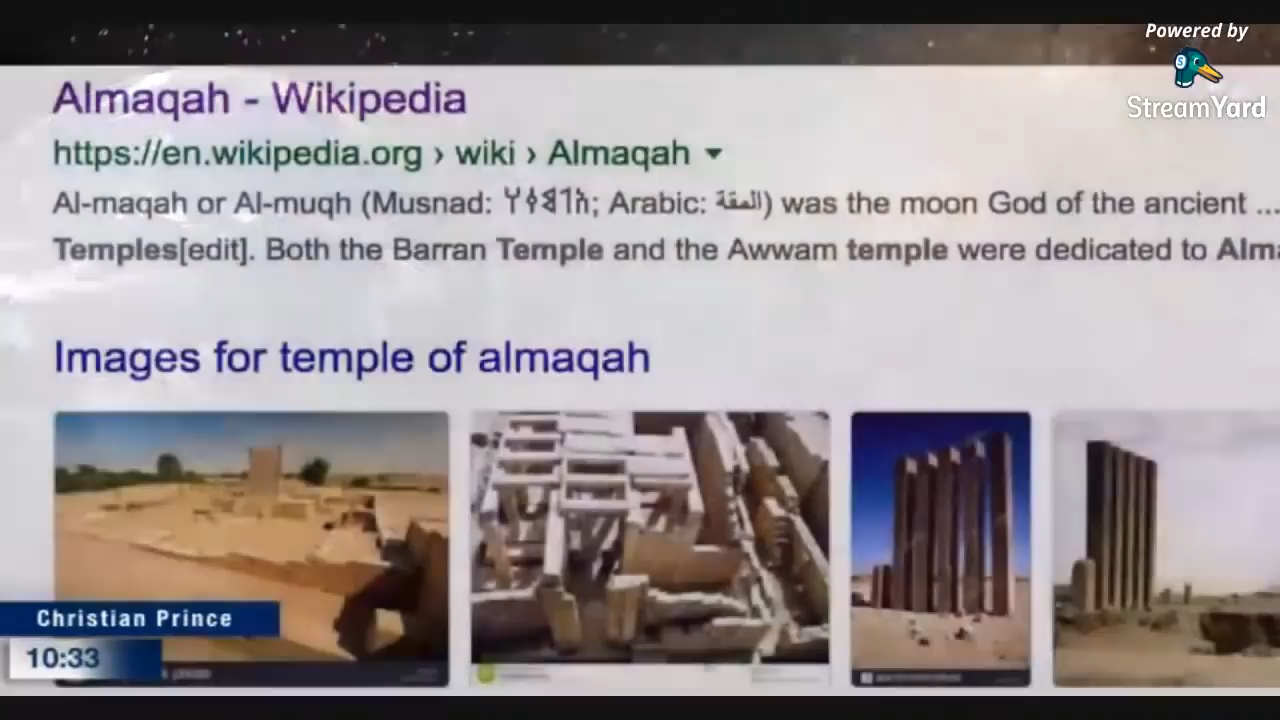 Powered by
StreamYard
Almaqah - Wikipedia
https://en.wikipedia.org › wiki › Almaqah
Al-maqah or Al-muqh (Musnad: 𐩱𐩡𐩣𐩤𐩠; Arabic: المقة) was the moon God of the ancient ...
Temples[edit]. Both the Barran Temple and the Awwam temple were dedicated to Alma
Images for temple of almaqah
Christian Prince
10:33